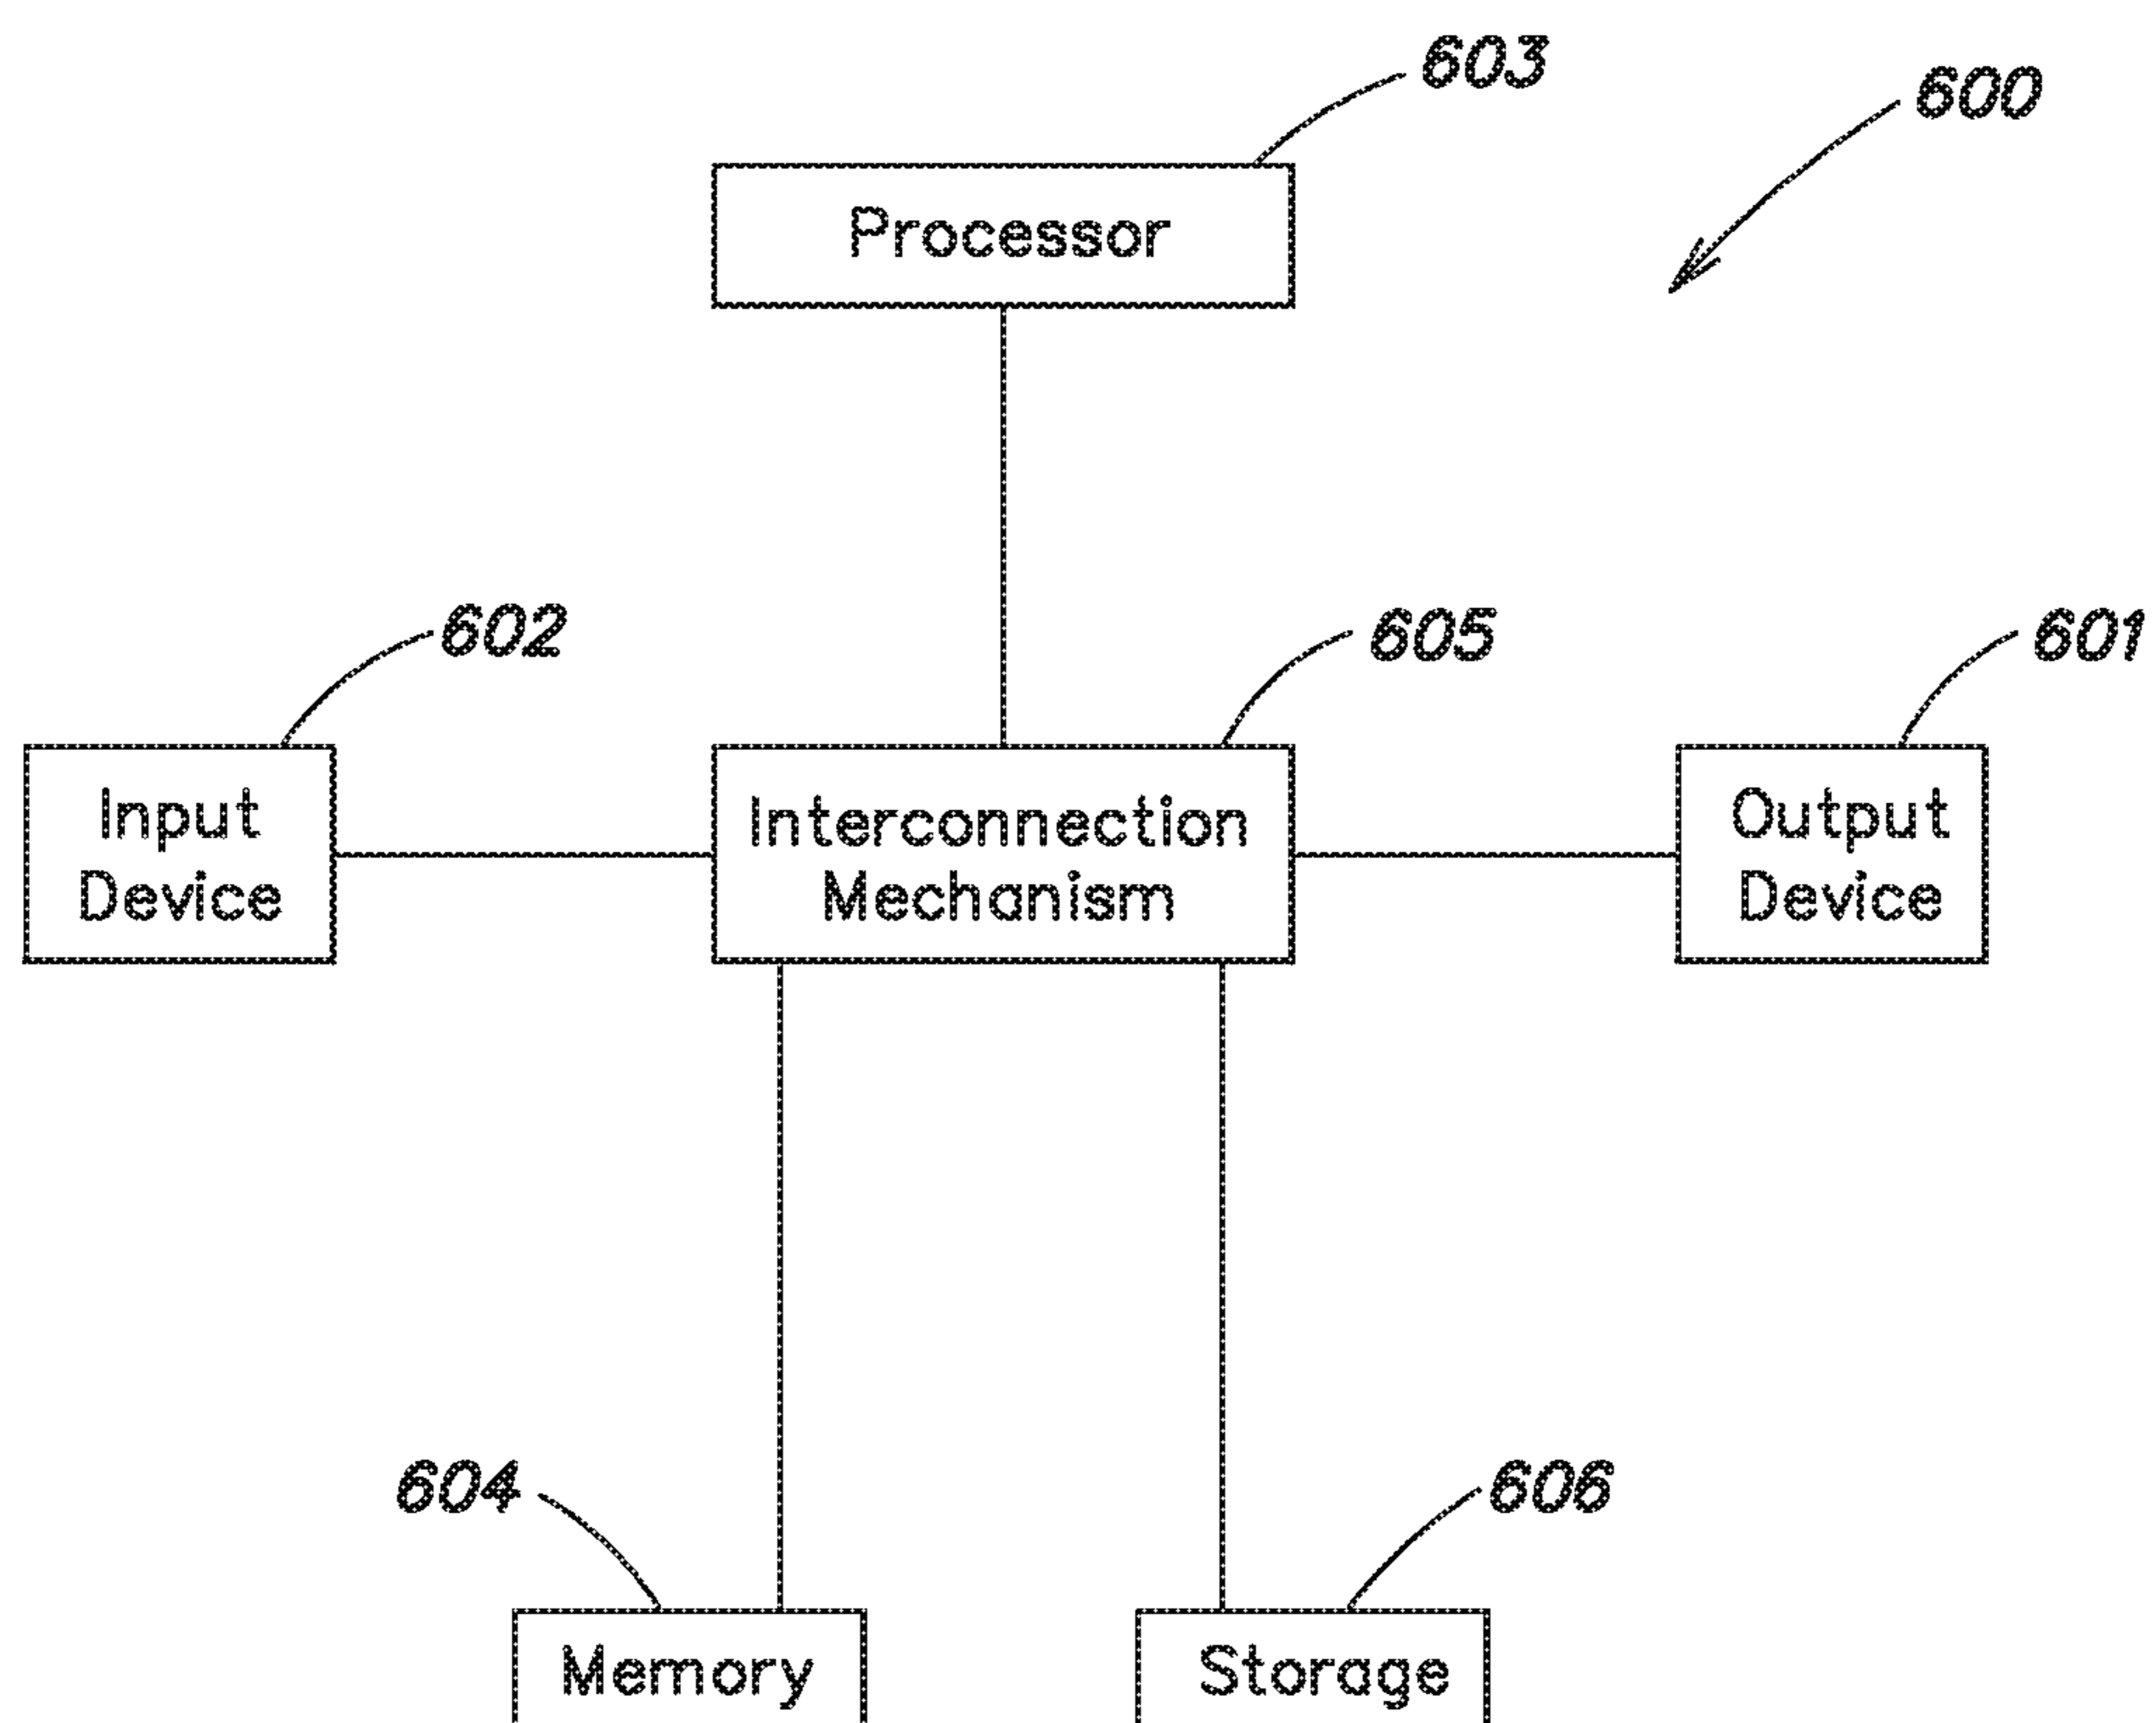 603
600
Processor
602
605
601
Input
Device
Interconnection
Mechanism
Output
Device
604
606
Memory
Storage